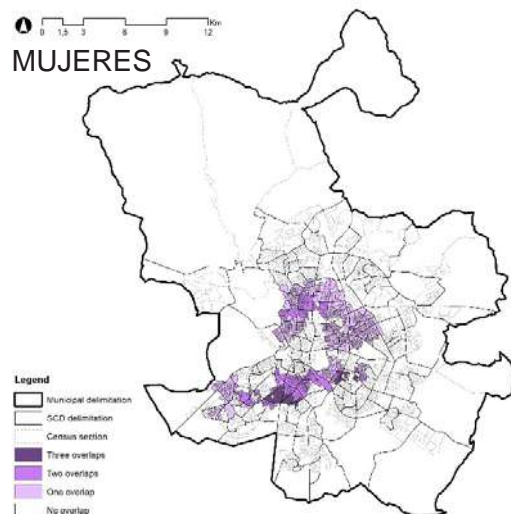 0 1,5 3 6 9 12 Km
MUJERES
Legend
Municipal delimitation
SCD delimitation
Census section
Three overlaps
Two overlaps
One overlap
No overlap